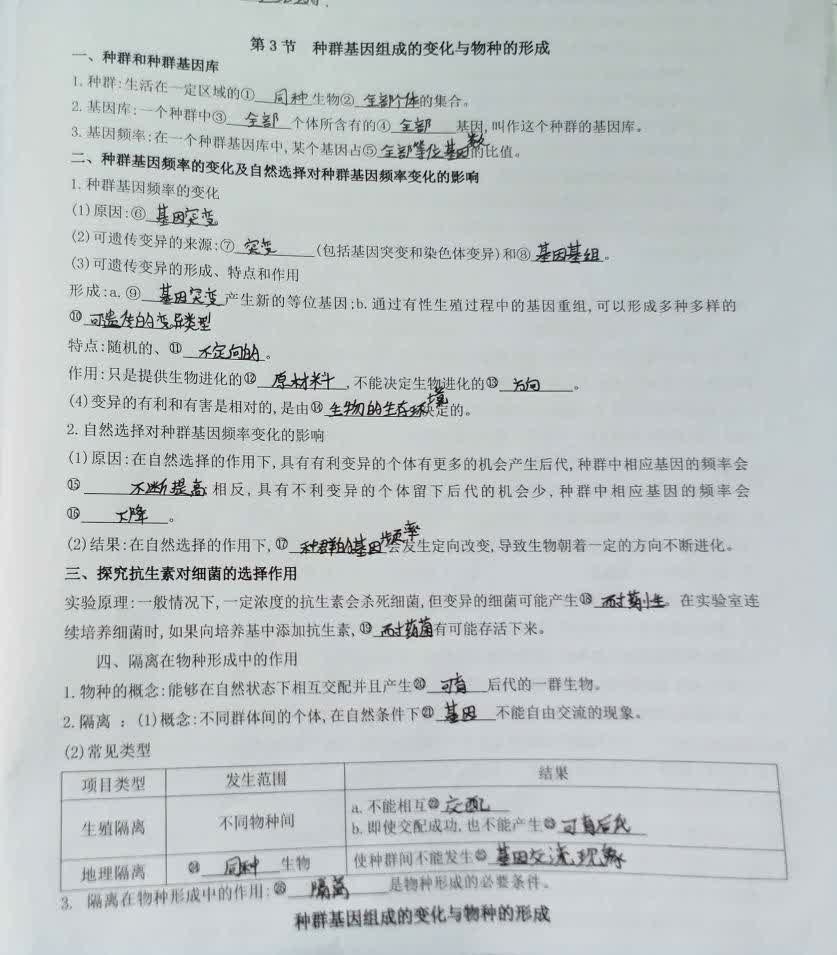 第3节 种群基因组成的变化与物种的形成
一、种群和种群基因库
1.种群:生活在一定区域的①同种生物②全部个体的集合。
2.基因库:一个种群中③全部个体所含有的④全部基因,叫作这个种群的基因库。
3.基因频率:在一个种群基因库中,某个基因占⑤全部等位基因数的比值。
二、种群基因频率的变化及自然选择对种群基因频率变化的影响
1.种群基因频率的变化
(1)原因:⑥基因突变
(2)可遗传变异的来源:⑦突变(包括基因突变和染色体变异)和⑧基因基组。
(3)可遗传变异的形成、特点和作用
形成:a.⑨基因突变产生新的等位基因;b.通过有性生殖过程中的基因重组,可以形成多种多样的
⑩可遗传的变异类型
特点:随机的、⑪不定向的。
作用:只是提供生物进化的⑫原材料,不能决定生物进化的⑬方向。
(4)变异的有利和有害是相对的,是由⑭生物的生存环境决定的。
2.自然选择对种群基因频率变化的影响
(1)原因:在自然选择的作用下,具有有利变异的个体有更多的机会产生后代,种群中相应基因的频率会
⑮不断提高相反,具有不利变异的个体留下后代的机会少,种群中相应基因的频率会
⑯下降。
(2)结果:在自然选择的作用下,⑰种群的基因频率会发生定向改变,导致生物朝着一定的方向不断进化。
三、探究抗生素对细菌的选择作用
实验原理:一般情况下,一定浓度的抗生素会杀死细菌,但变异的细菌可能产生⑱耐药性。在实验室连
续培养细菌时,如果向培养基中添加抗生素,⑲耐药菌有可能存活下来。
四、隔离在物种形成中的作用
1.物种的概念:能够在自然状态下相互交配并且产生⑳可育后代的一群生物。
2.隔离:(1)概念:不同群体间的个体,在自然条件下㉑基因不能自由交流的现象。
(2)常见类型
项目类型 发生范围 结果
生殖隔离 不同物种间 a.不能相互㉒交配
b.即使交配成功,也不能产生㉓可育后代
地理隔离 ㉔同种生物 使种群间不能发生㉕基因交流现象
3. 隔离在物种形成中的作用:㉖隔离是物种形成的必要条件。
种群基因组成的变化与物种的形成